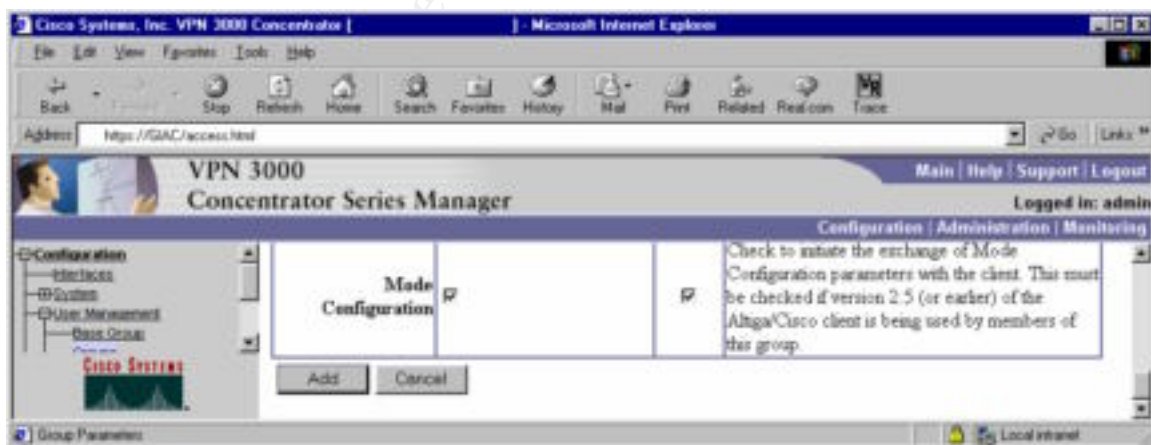 Cisco Systems, Inc. VPN 3000 Concentrator [ ] - Microsoft Internet Explorer
File Edit View Favorites Tools Help
Back Forward Stop Refresh Home Search Favorites History Mail Print Related Real.com Trace
Address https://GIAC/access.html Go Links »
VPN 3000
Concentrator Series Manager
Main | Help | Support | Logout
Logged in: admin
Configuration | Administration | Monitoring
Configuration
Interfaces
System
User Management
Base Group
Mode
Configuration
Check to initiate the exchange of Mode
Configuration parameters with the client. This must
be checked if version 2.5 (or earlier) of the
Altiga/Cisco client is being used by members of
this group.
Cisco Systems
Add Cancel
Group Parameters
Local intranet